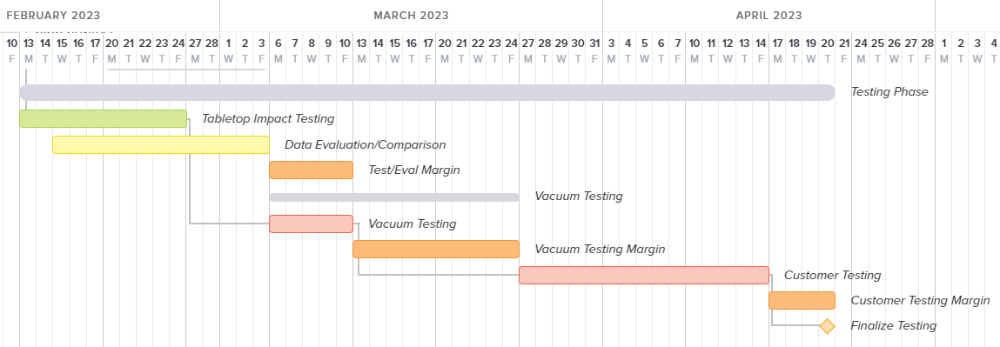 FEBRUARY 2023 MARCH 2023 APRIL 2023
10 13 14 15 16 17 20 21 22 23 24 27 28 1 2 3 6 7 8 9 10 13 14 15 16 17 20 21 22 23 24 27 28 29 30 31 3 4 5 6 7 10 11 12 13 14 17 18 19 20 21 24 25 26 27 28 1 2 3 4
F M T W T F M T W T F M T W T F M T W T F M T W T F M T W T F M T W T F M T W T F M T W T F M T W T F M T W T F M T W T
Testing Phase
Tabletop Impact Testing
Data Evaluation/Comparison
Test/Eval Margin
Vacuum Testing
Vacuum Testing
Vacuum Testing Margin
Customer Testing
Customer Testing Margin
Finalize Testing